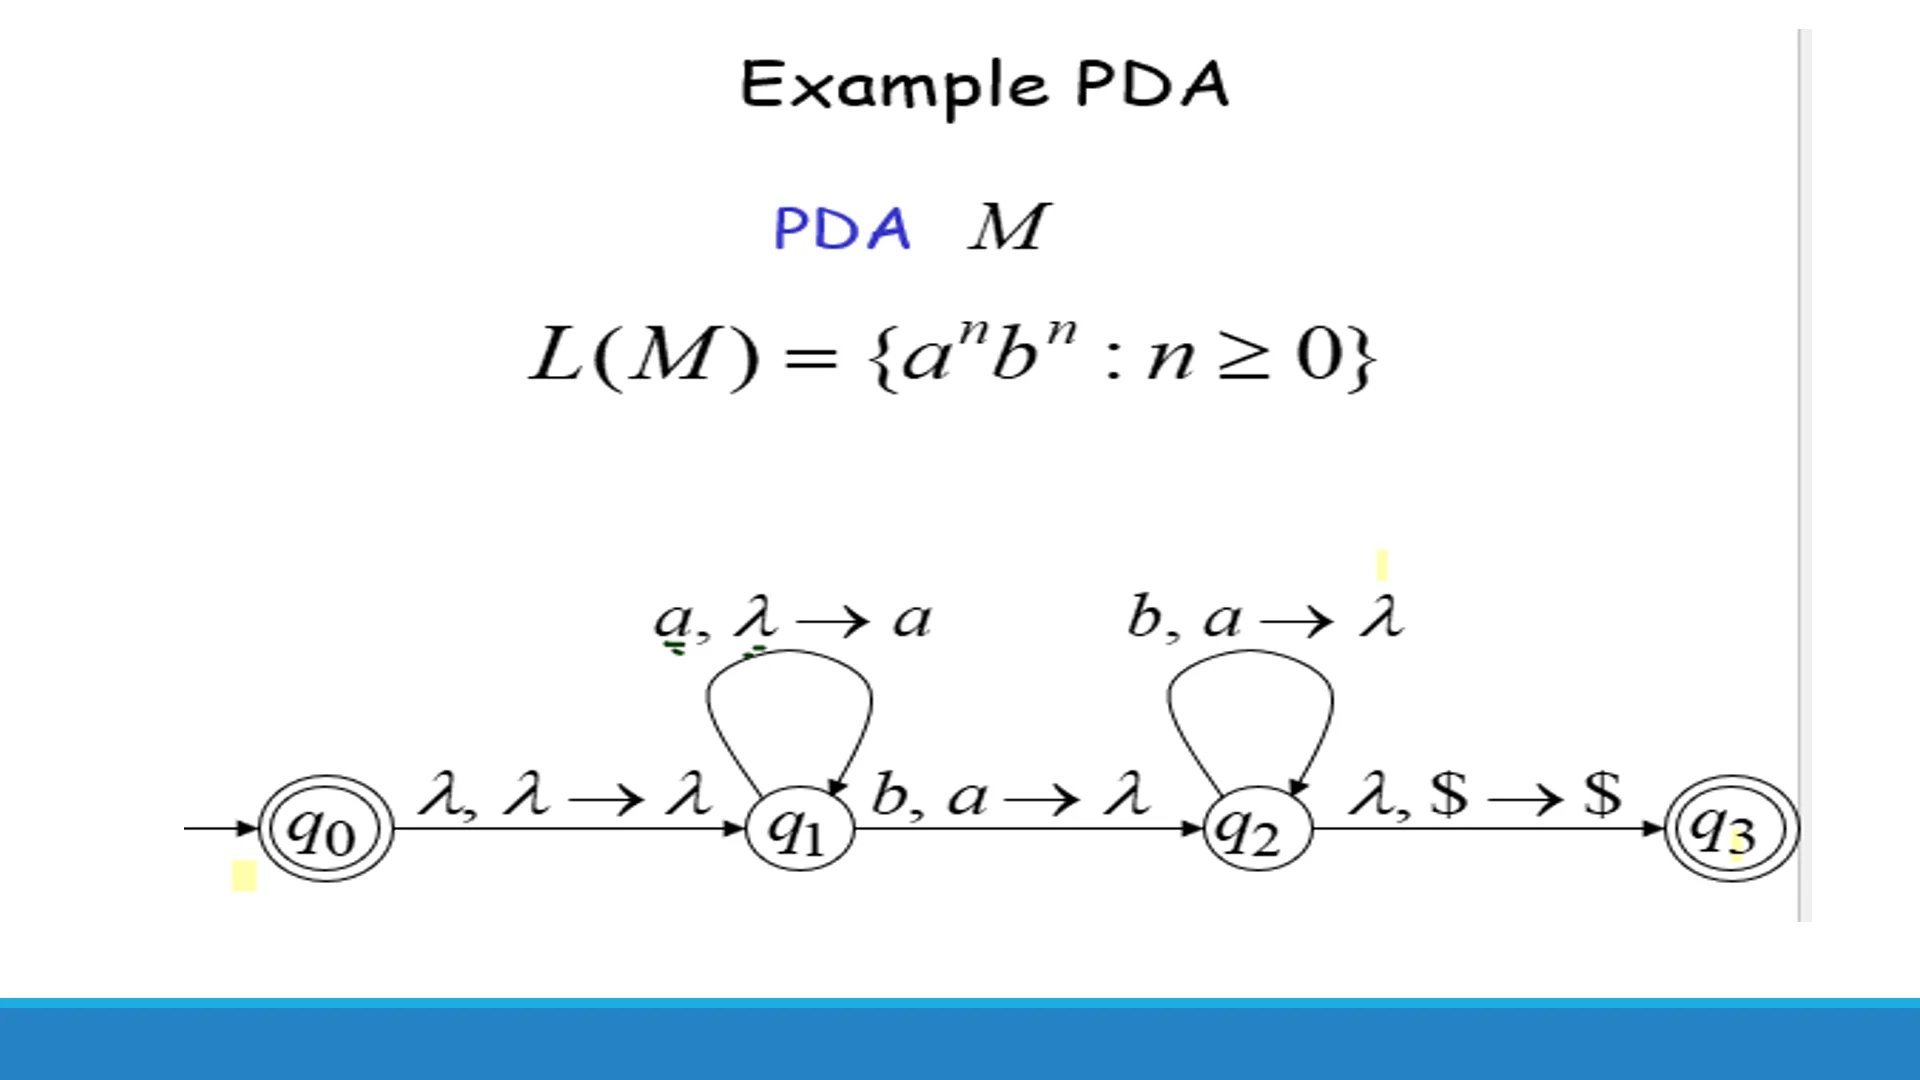 Example PDA
PDA M
L(M) = {aⁿbⁿ : n ≥ 0}
a, λ → a
b, a → λ
q₀ λ, λ → λ q₁ b, a → λ q₂ λ, $ → $ q₃